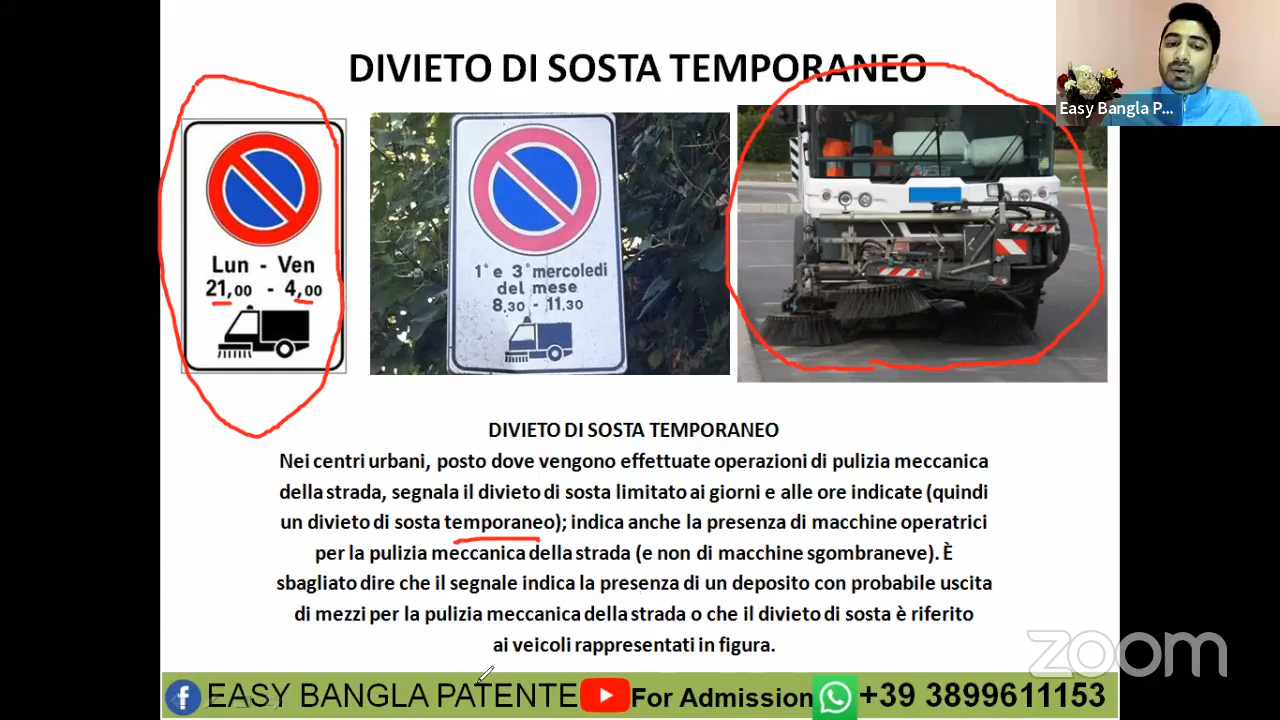 DIVIETO DI SOSTA TEMPORANEO
Easy Bangla P...
Lun - Ven
21,00 - 4,00
1° e 3° mercoledi
del mese
8,30 - 11,30
DIVIETO DI SOSTA TEMPORANEO
Nei centri urbani, posto dove vengono effettuate operazioni di pulizia meccanica
della strada, segnala il divieto di sosta limitato ai giorni e alle ore indicate (quindi
un divieto di sosta temporaneo); indica anche la presenza di macchine operatrici
per la pulizia meccanica della strada (e non di macchine sgombraneve). È
sbagliato dire che il segnale indica la presenza di un deposito con probabile uscita
di mezzi per la pulizia meccanica della strada o che il divieto di sosta è riferito
ai veicoli rappresentati in figura.
zoom
EASY BANGLA PATENTE For Admission +39 3899611153